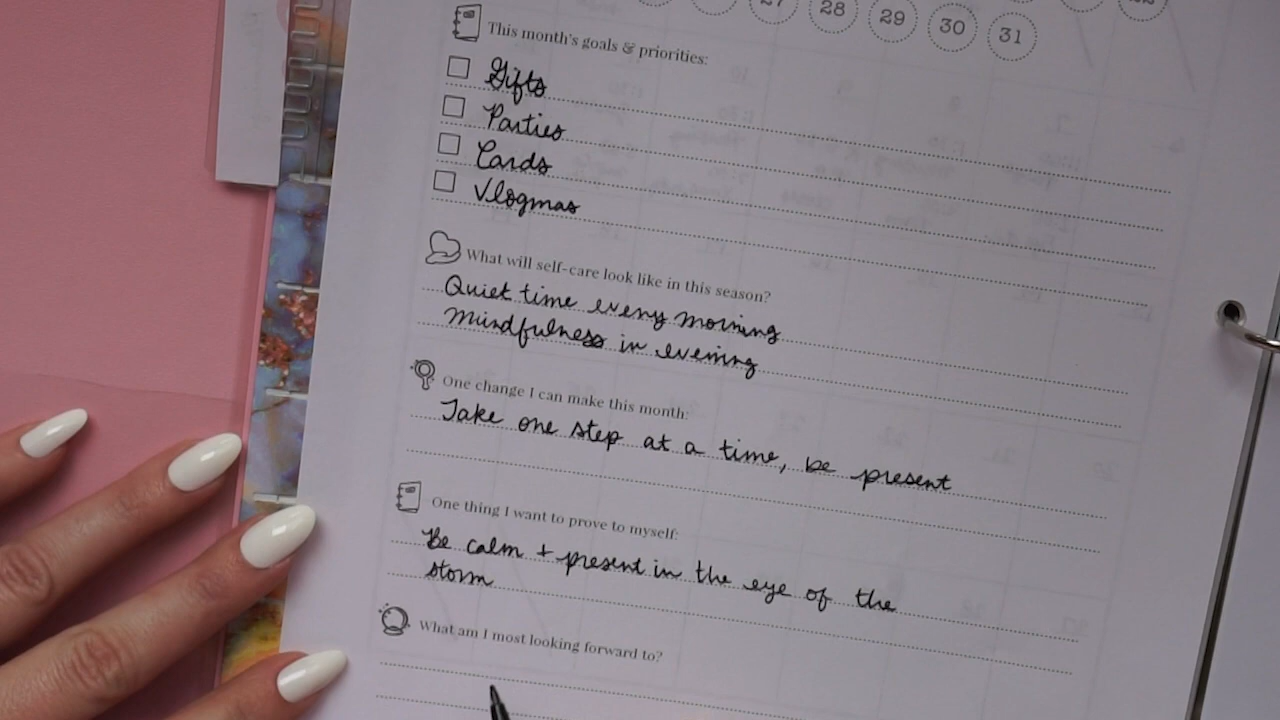 27 28 29 30 31
This month's goals & priorities:
Gifts
Parties
Cards
Vlogmas
What will self-care look like in this season?
Quiet time every morning
Mindfulness in evening
One change I can make this month:
Take one step at a time, be present
One thing I want to prove to myself:
Be calm + present in the eye of the
storm
What am I most looking forward to?